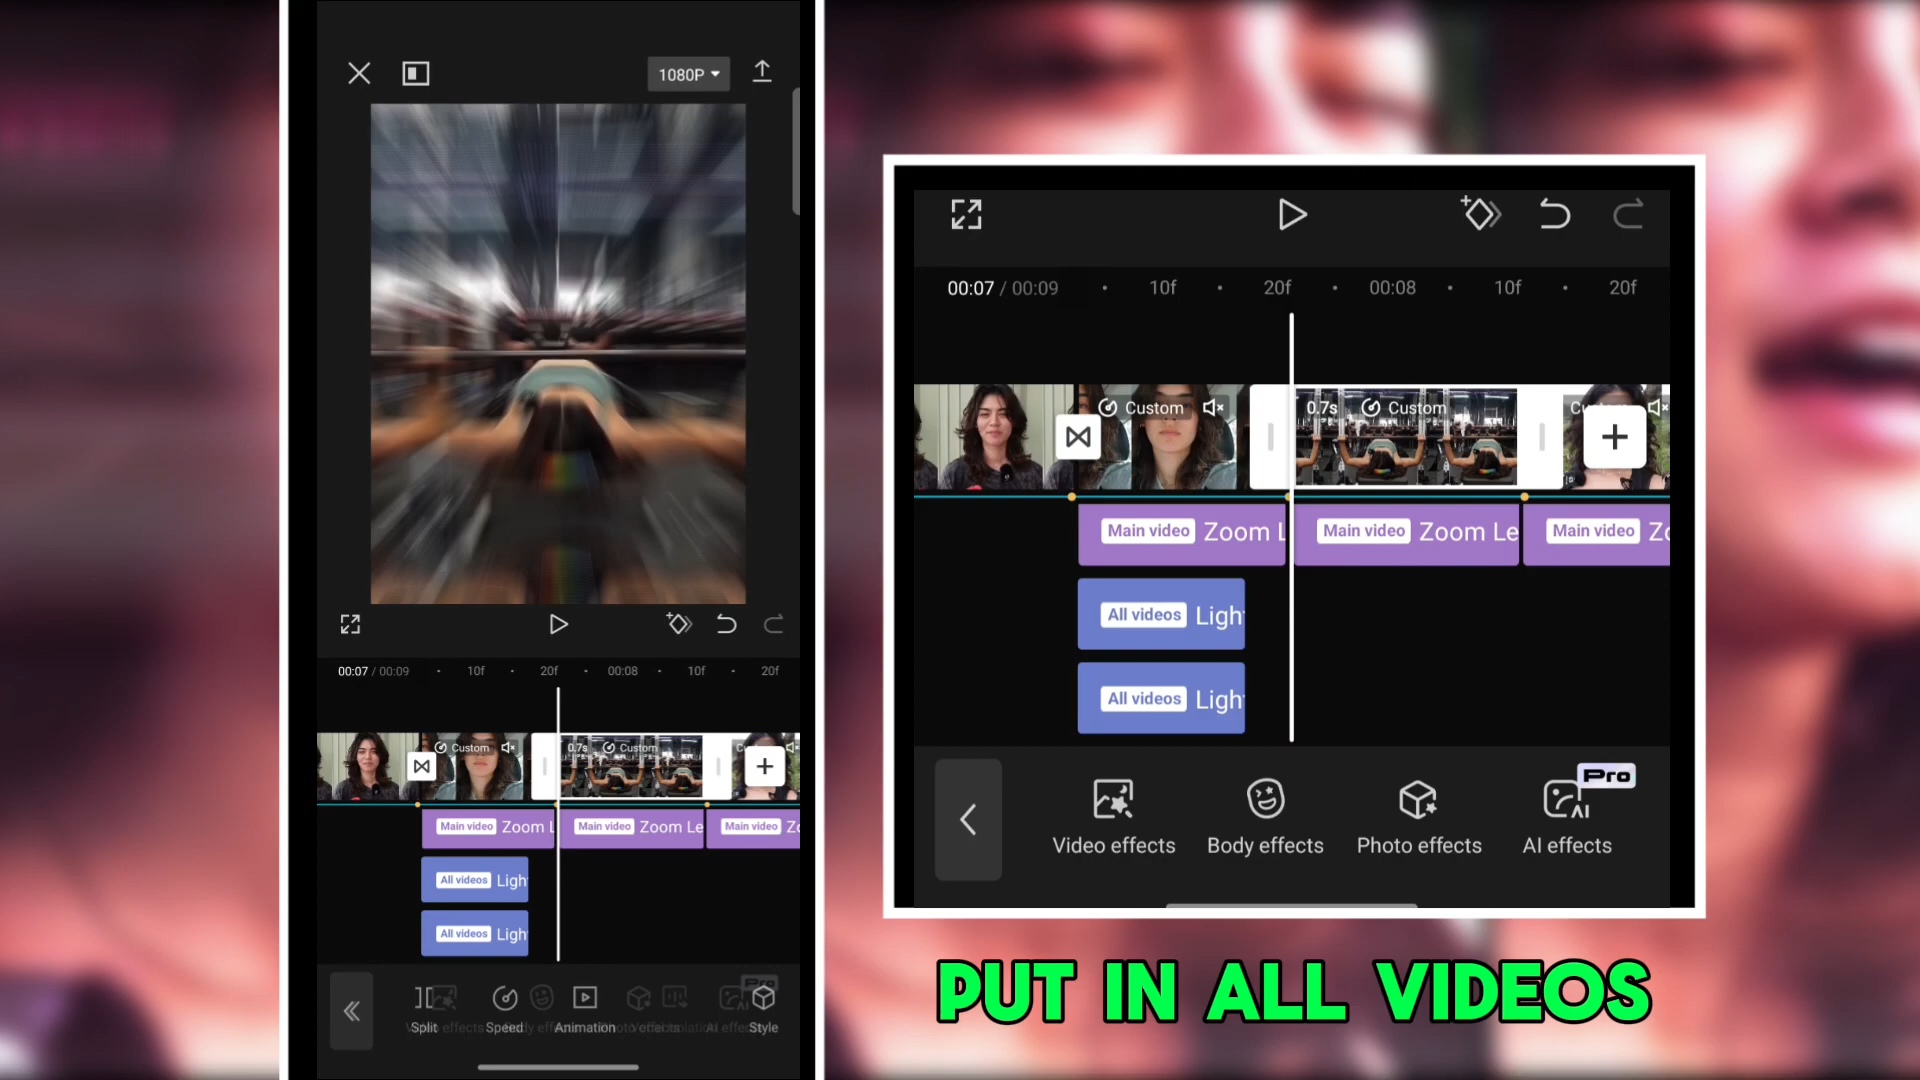 1080P
00:07 / 00:09
10f
20f
00:08
10f
20f
Custom
0.7s
Custom
Main video Zoom L
Main video Zoom Le
Main video Zo
All videos Ligh
All videos Ligh
Split
Speed
Animation
Style
00:07 / 00:09
10f
20f
00:08
10f
20f
Custom
0.7s
Custom
Main video Zoom L
Main video Zoom Le
Main video Zo
All videos Ligh
All videos Ligh
Video effects
Body effects
Photo effects
Pro
AI effects
PUT IN ALL VIDEOS